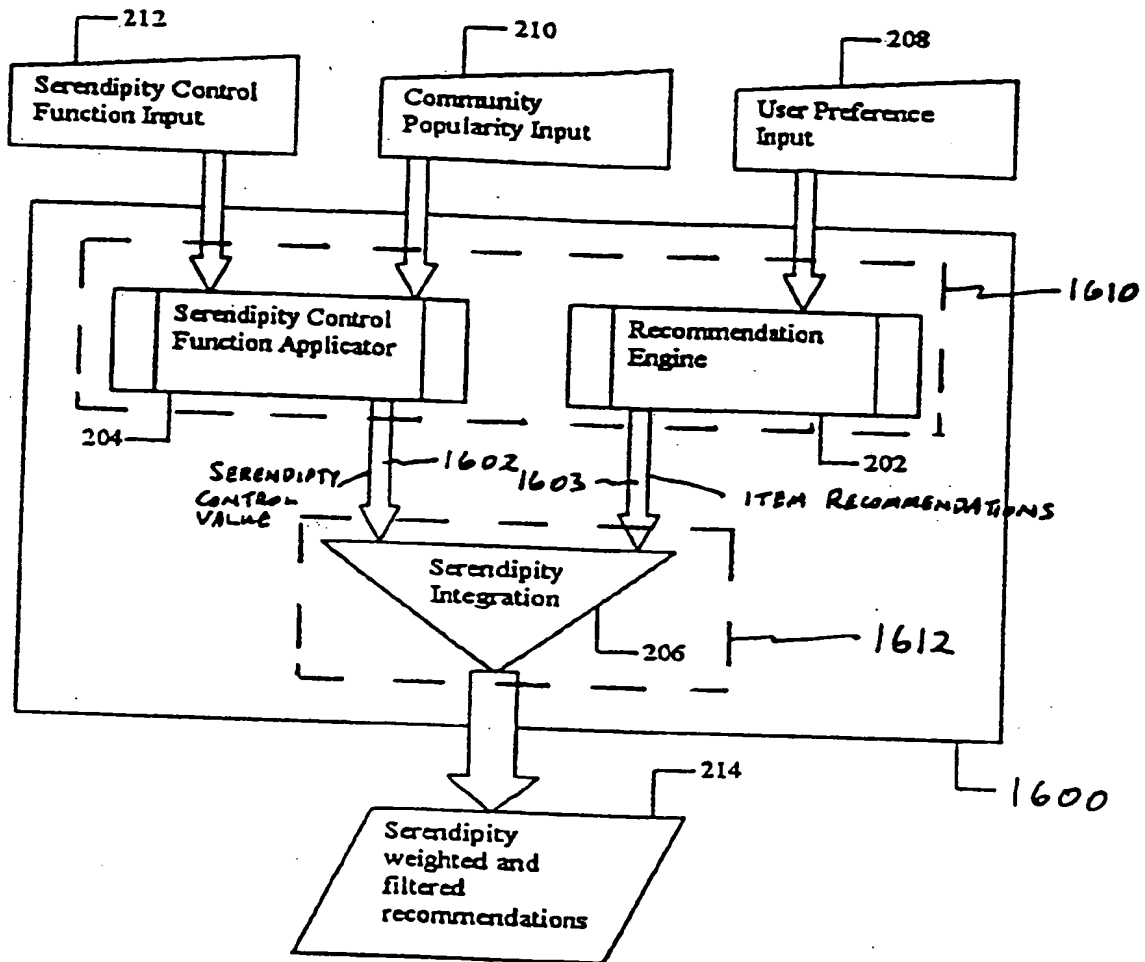 212
210
208
Serendipity Control
Function Input
Community
Popularity Input
User Preference
Input
1610
Serendipity Control
Function Applicator
Recommendation
Engine
204
1602
202
SERENDIPTY
CONTROL
VALUE
1603
ITEM RECOMMENDATIONS
Serendipity
Integration
206
1612
214
1600
Serendipity
weighted and
filtered
recommendations